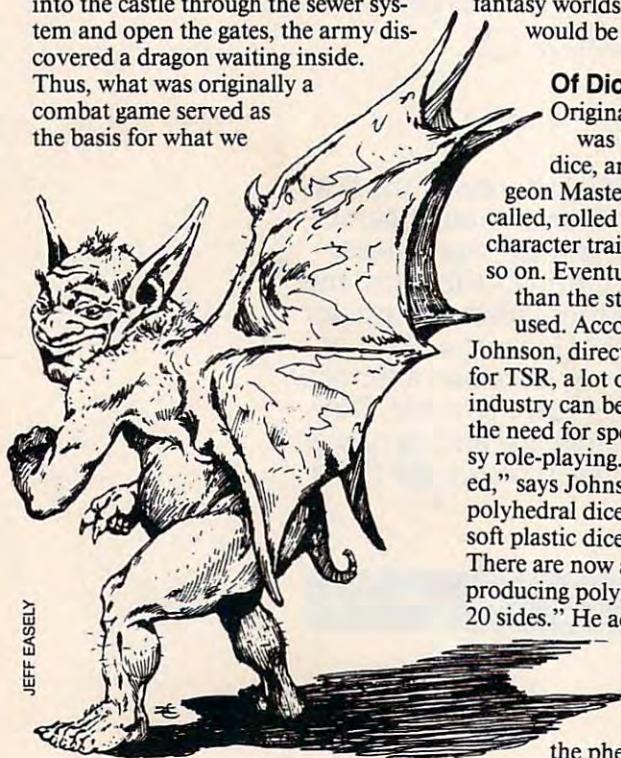 into the castle through the sewer sys-
tem and open the gates, the army dis-
covered a dragon waiting inside.
Thus, what was originally a
combat game served as
the basis for what we
JEFF EASELY
fantasy worlds
would be
Of Dic
Origina
was
dice, an
geon Maste
called, rolled
character trai
so on. Eventu
than the st
used. Acco
Johnson, direct
for TSR, a lot o
industry can be
the need for spe
sy role-playing.
ed,” says Johns
polyhedral dice
soft plastic dice
There are now a
producing poly
20 sides.” He a
the phe